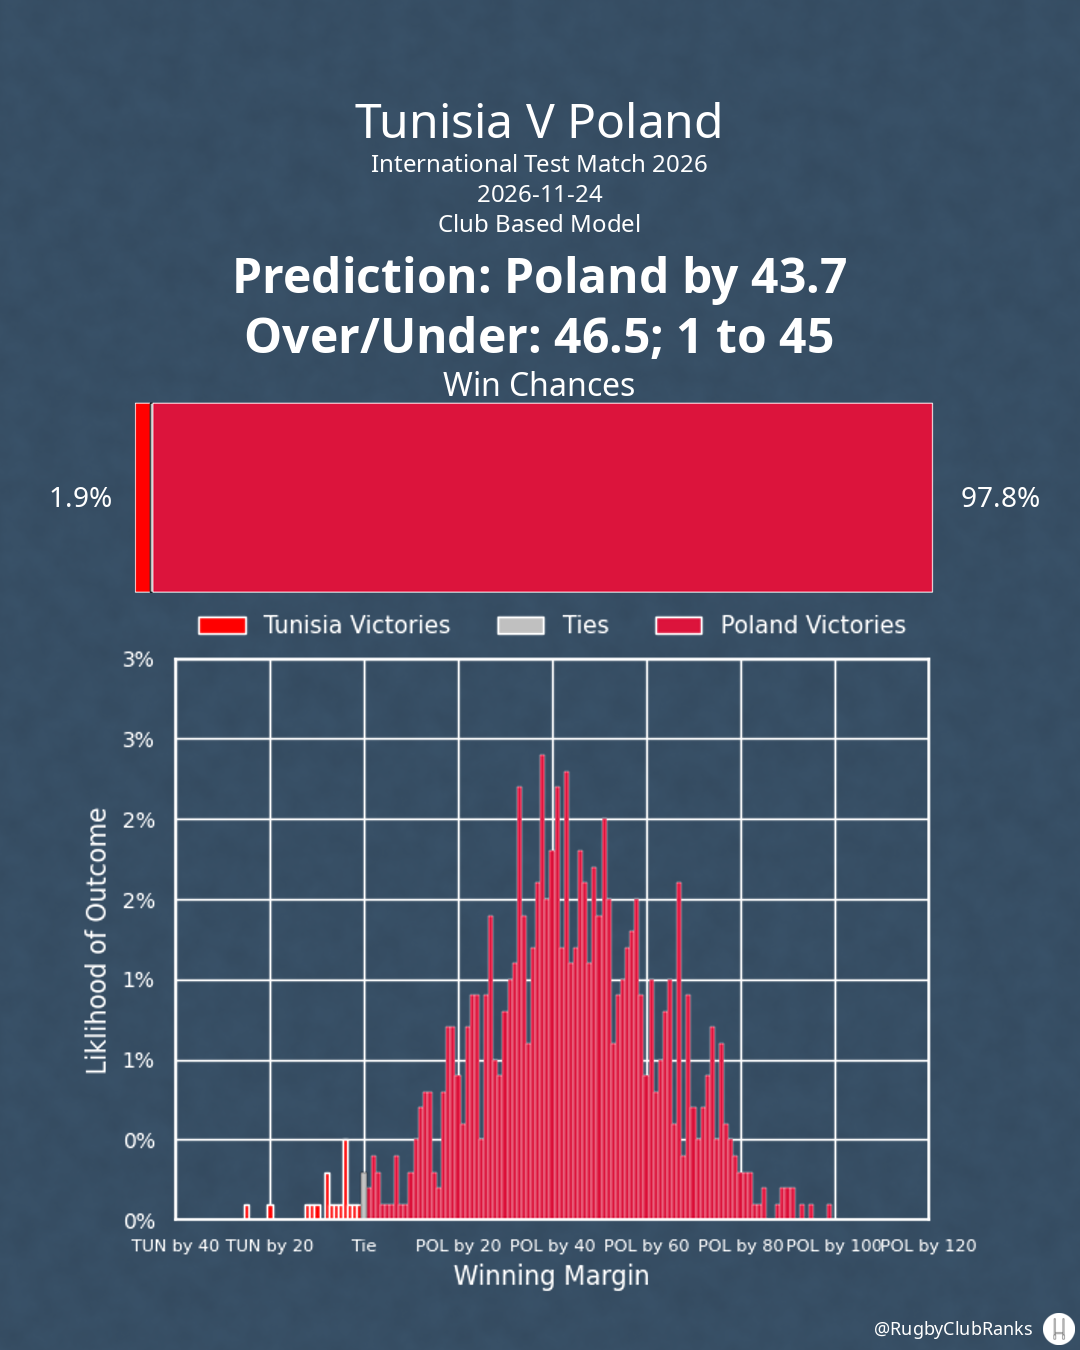 Tunisia V Poland
International Test Match 2026
2026-11-24
Club Based Model
Prediction: Poland by 43.7
Over/Under: 46.5; 1 to 45
Win Chances
1.9%
97.8%
Tunisia Victories
Ties
Poland Victories
3%
3%
2%
2%
1%
1%
0%
0%
Liklihood of Outcome
TUN by 40 TUN by 20 Tie POL by 20 POL by 40 POL by 60 POL by 80 POL by 100 POL by 120
Winning Margin
@RugbyClubRanks